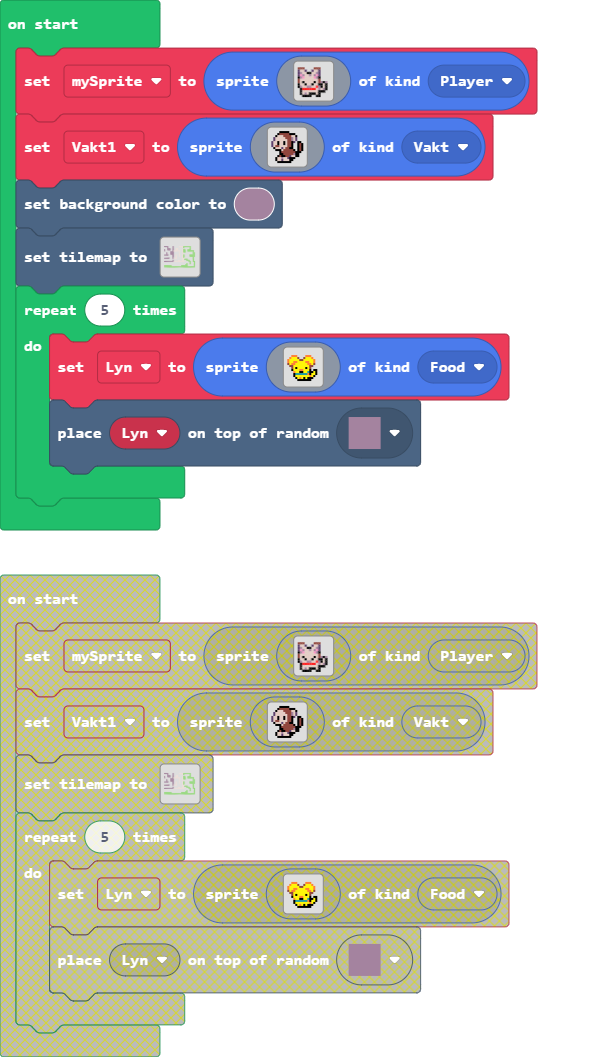 on start
set mySprite to sprite of kind Player
set Vakt1 to sprite of kind Vakt
set background color to
set tilemap to
repeat 5 times
do
set Lyn to sprite of kind Food
place Lyn on top of random
on start
set mySprite to sprite of kind Player
set Vakt1 to sprite of kind Vakt
set tilemap to
repeat 5 times
do
set Lyn to sprite of kind Food
place Lyn on top of random